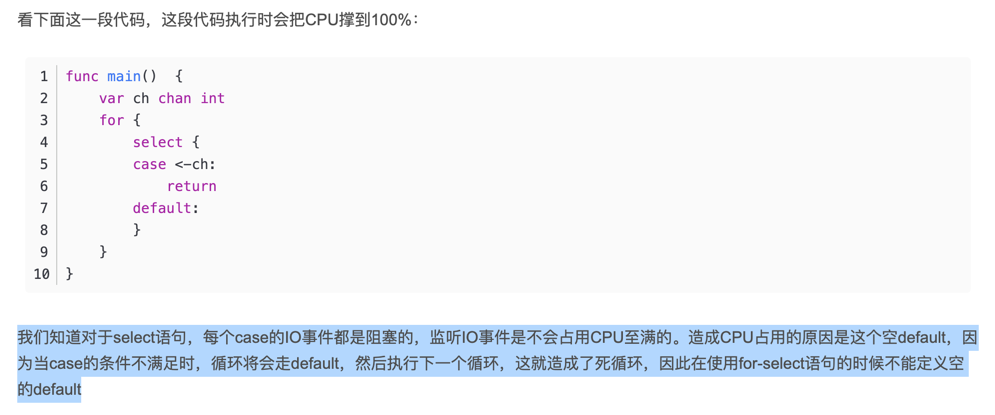 看下面这一段代码，这段代码执行时会把CPU撑到100%：
1 func main()  {
2     var ch chan int
3     for {
4         select {
5         case <-ch:
6             return
7         default:
8         }
9     }
10 }
我们知道对于select语句，每个case的IO事件都是阻塞的，监听IO事件是不会占用CPU至满的。造成CPU占用的原因是这个空default，因
为当case的条件不满足时，循环将会走default，然后执行下一个循环，这就造成了死循环，因此在使用for-select语句的时候不能定义空
的default